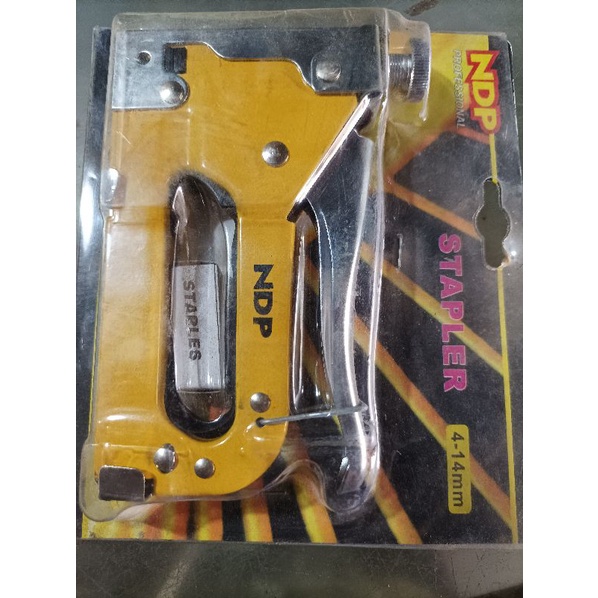 NDP
PROFESSIONAL
STAPLER
4-14mm
NDP
STAPLES